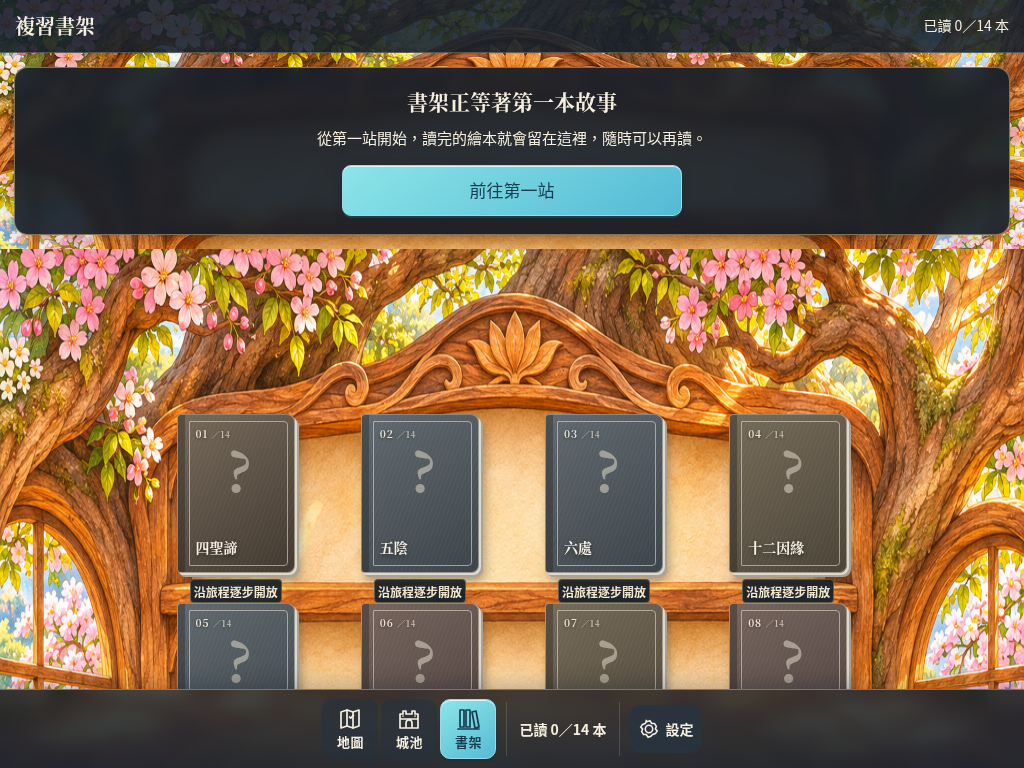 複習書架
已讀 0／14 本
書架正等著第一本故事
從第一站開始，讀完的繪本就會留在這裡，隨時可以再讀。
前往第一站
01 ／14
02 ／14
03 ／14
04 ／14
四聖諦
五陰
六處
十二因緣
沿旅程逐步開放
沿旅程逐步開放
沿旅程逐步開放
沿旅程逐步開放
05 ／14
06 ／14
07 ／14
08 ／14
地圖
城池
書架
已讀 0／14 本
設定